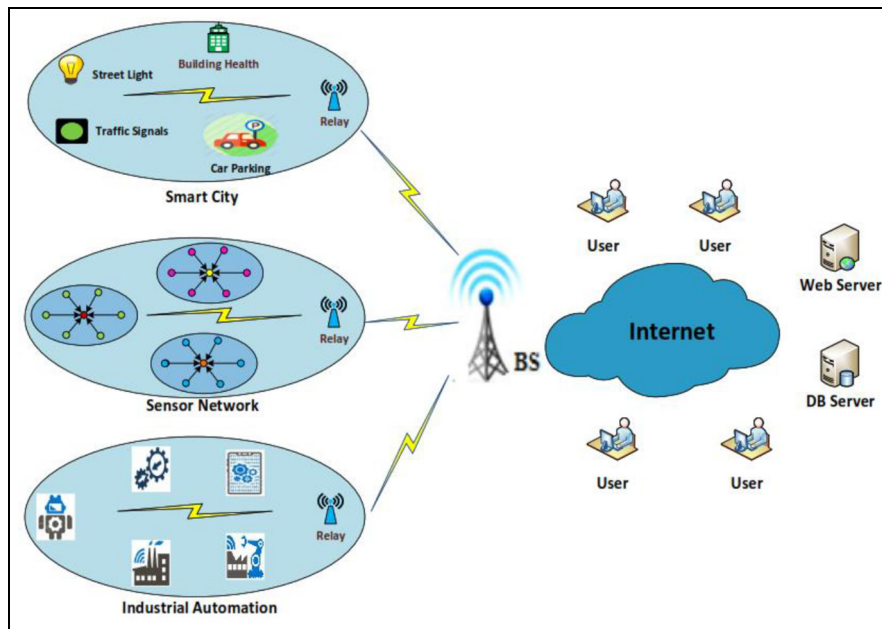 Building Health
Street Light
Relay
Traffic Signals
P
Car Parking
Smart City
User
User
Web Server
Relay
BS
Internet
Sensor Network
DB Server
User
User
Relay
Industrial Automation